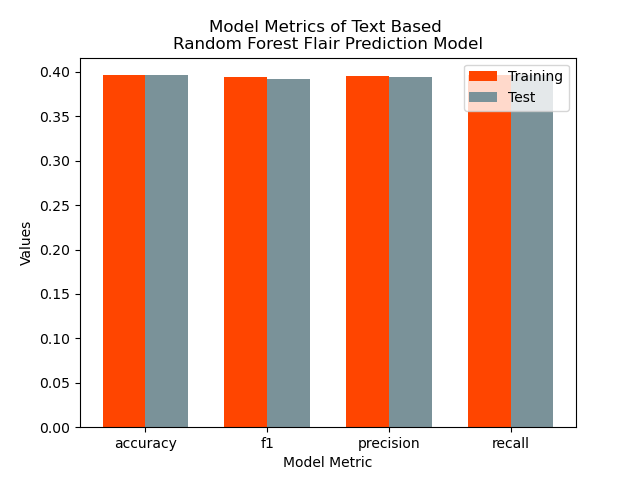 Model Metrics of Text Based
Random Forest Flair Prediction Model
Training
Test
0.40
0.35
0.30
0.25
0.20
0.15
0.10
0.05
0.00
Values
accuracy f1 precision recall
Model Metric